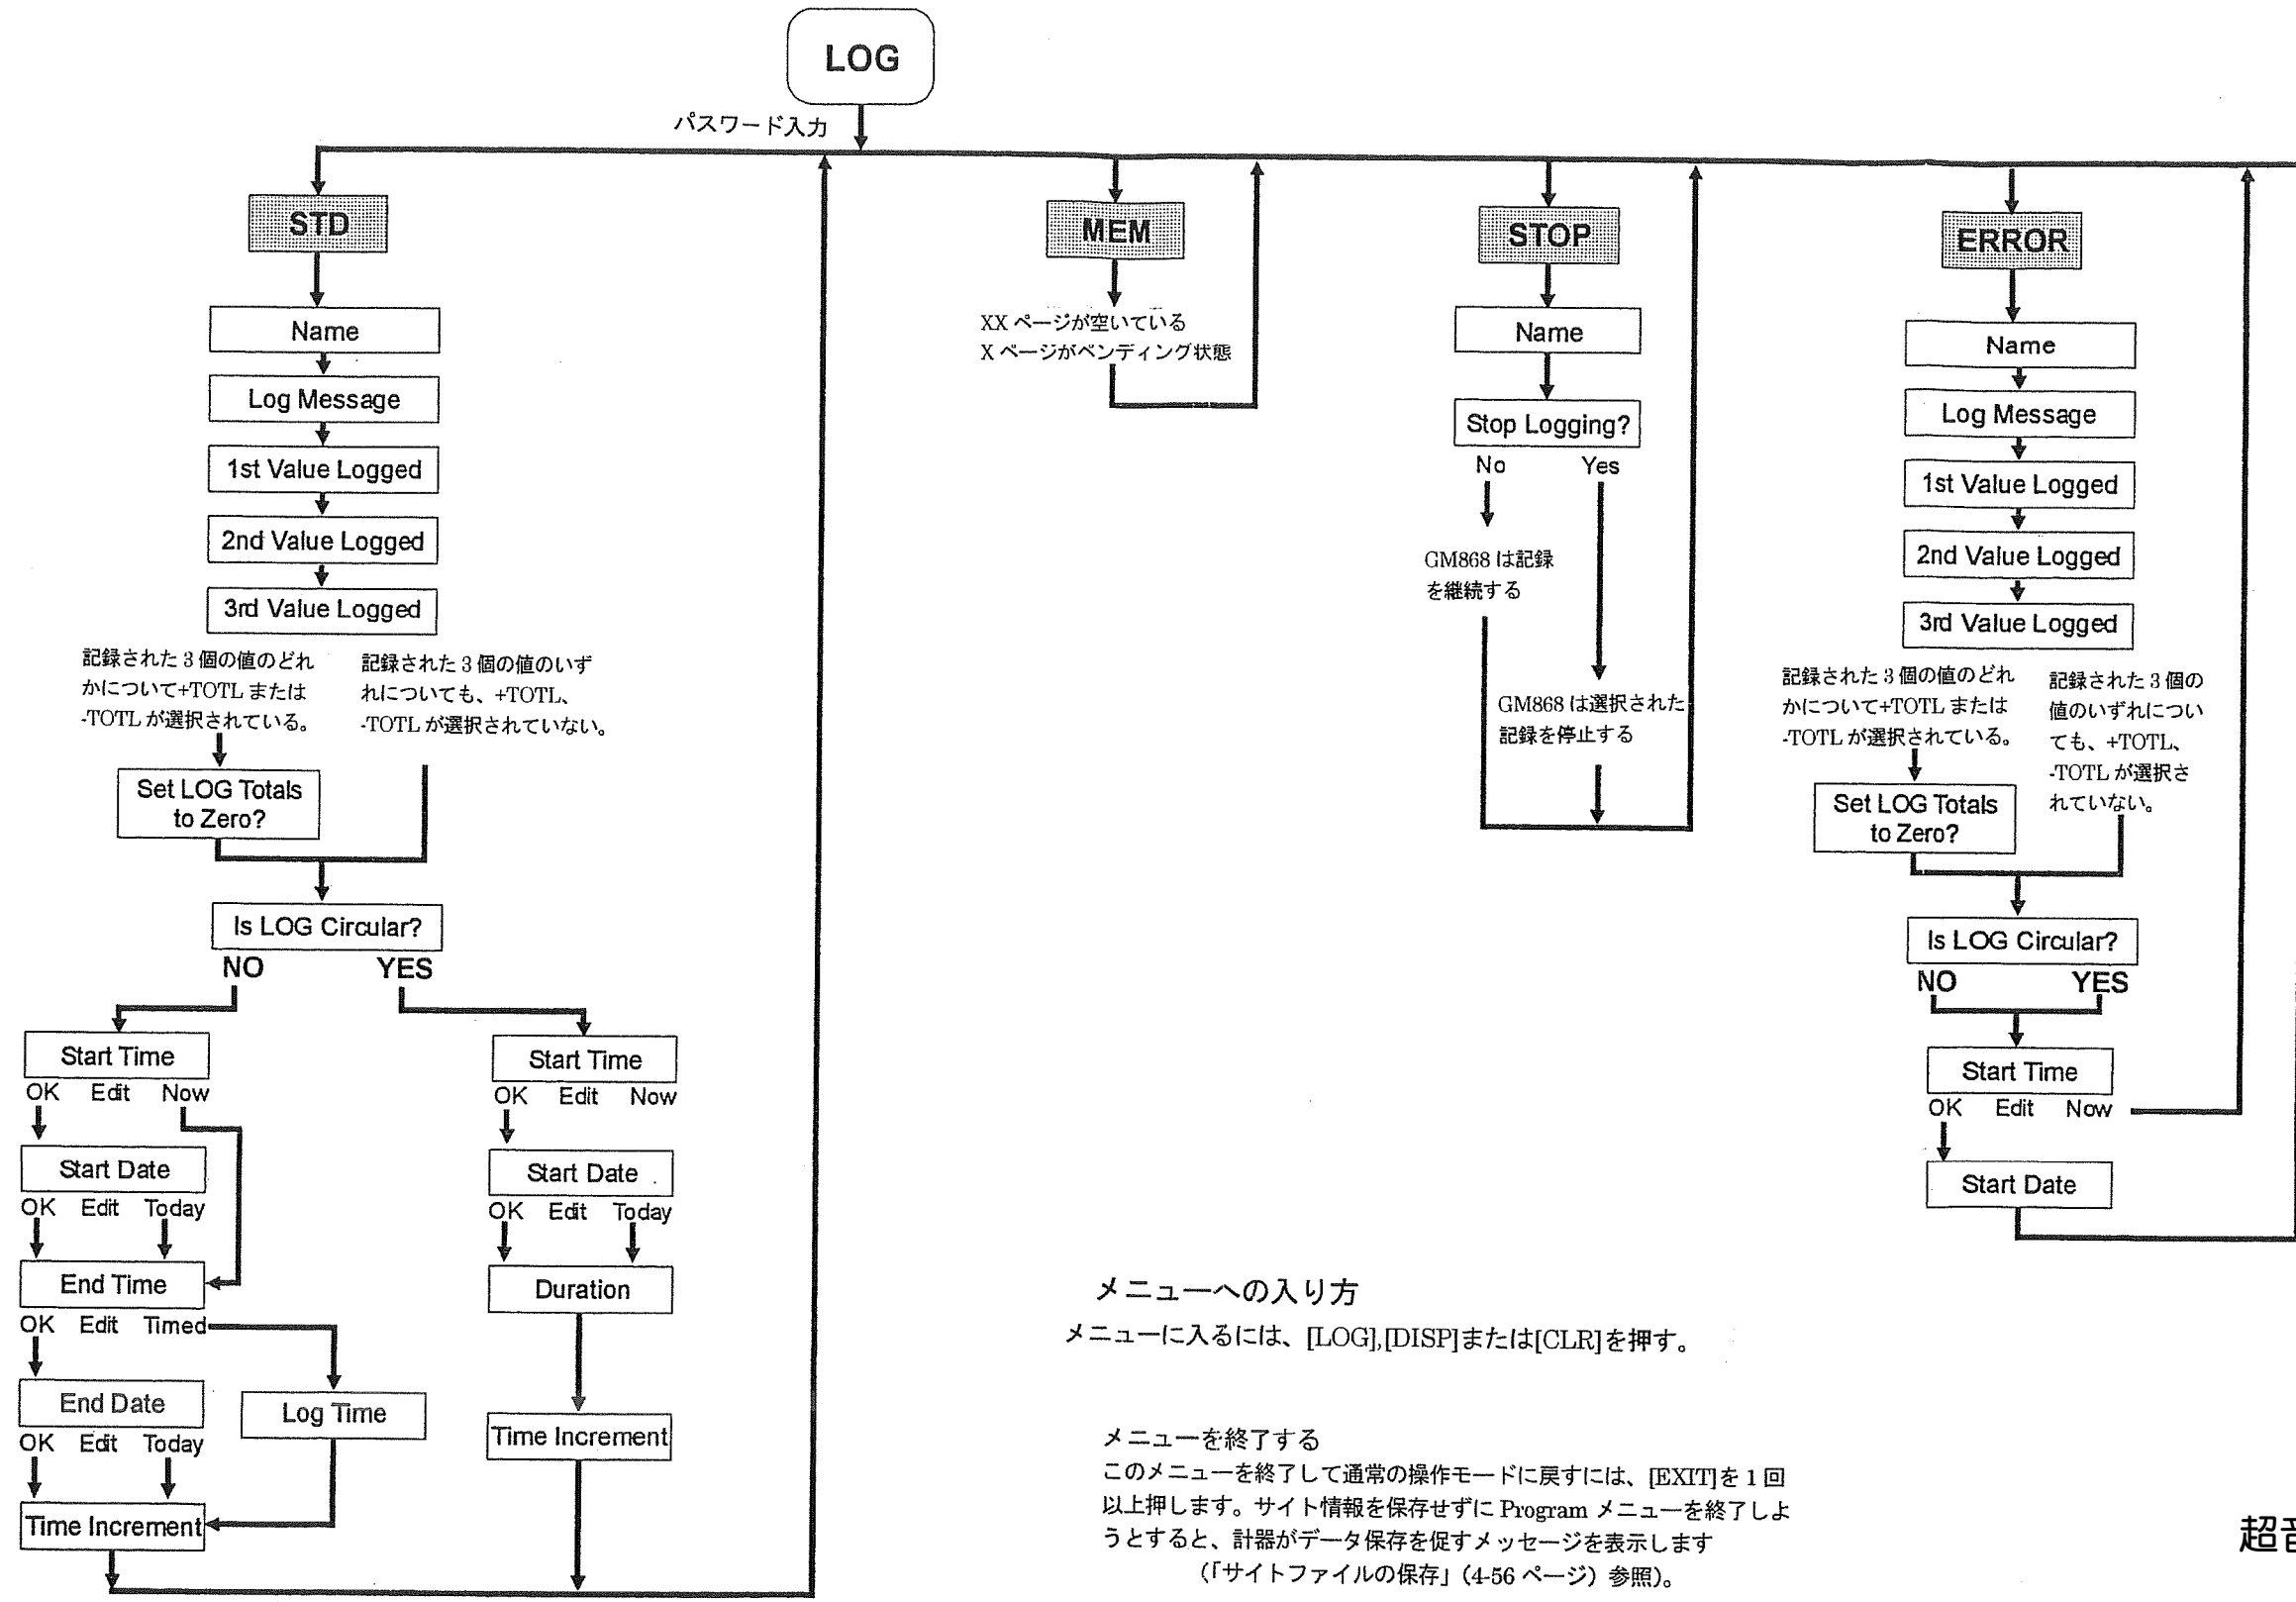 LOG
パスワード入力
STD
Name
Log Message
1st Value Logged
2nd Value Logged
3rd Value Logged
記録された 3 個の値のどれ
かについて+TOTL または
-TOTL が選択されている。
記録された 3 個の値のいず
れについても、+TOTL、
-TOTL が選択されていない。
Set LOG Totals
to Zero?
Is LOG Circular?
NO YES
Start Time
OK Edit Now
Start Date
OK Edit Today
End Time
OK Edit Timed
End Date
OK Edit Today
Log Time
Time Increment
Start Time
OK Edit Now
Start Date
OK Edit Today
Duration
Time Increment
MEM
XX ページが空いている
X ページがペンディング状態
STOP
Name
Stop Logging?
No Yes
GM868 は記録
を継続する
GM868 は選択された
記録を停止する
ERROR
Name
Log Message
1st Value Logged
2nd Value Logged
3rd Value Logged
記録された 3 個の値のどれ
かについて+TOTL または
-TOTL が選択されている。
記録された 3 個の
値のいずれについ
ても、+TOTL、
-TOTL が選択さ
れていない。
Set LOG Totals
to Zero?
Is LOG Circular?
NO YES
Start Time
OK Edit Now
Start Date
メニューへの入り方
メニューに入るには、[LOG],[DISP]または[CLR]を押す。
メニューを終了する
このメニューを終了して通常の操作モードに戻すには、[EXIT]を 1 回
以上押します。サイト情報を保存せずに Program メニューを終了しよ
うとすると、計器がデータ保存を促すメッセージを表示します
（「サイトファイルの保存」（4-56 ページ）参照）。
超